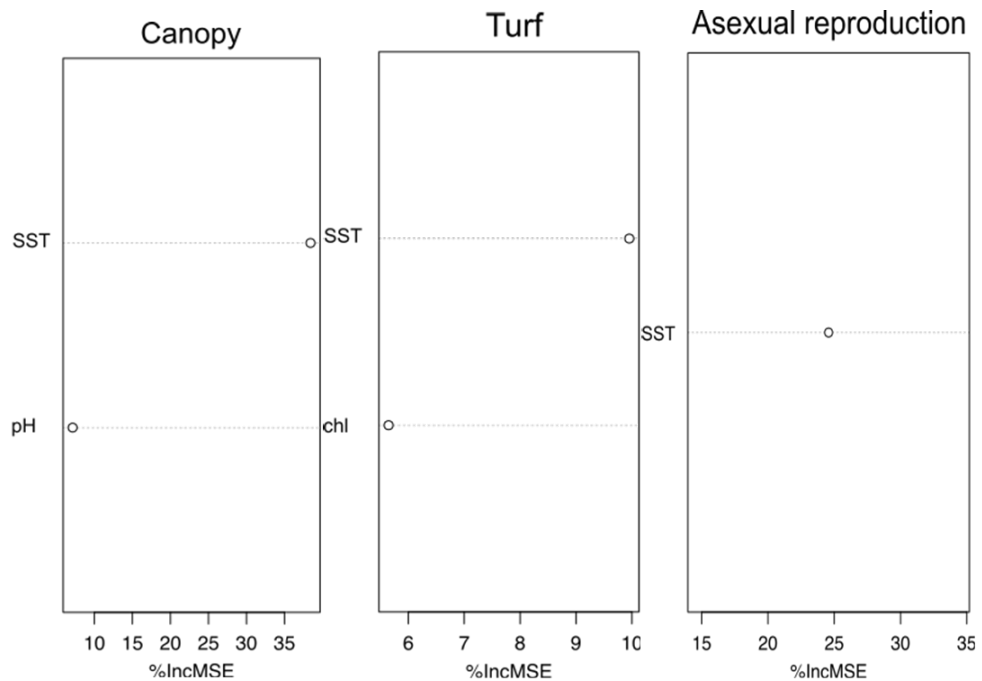 Canopy
SST
pH
10 15 20 25 30 35
%IncMSE
Turf
SST
chl
6 7 8 9 10
%IncMSE
Asexual reproduction
SST
15 20 25 30 35
%IncMSE